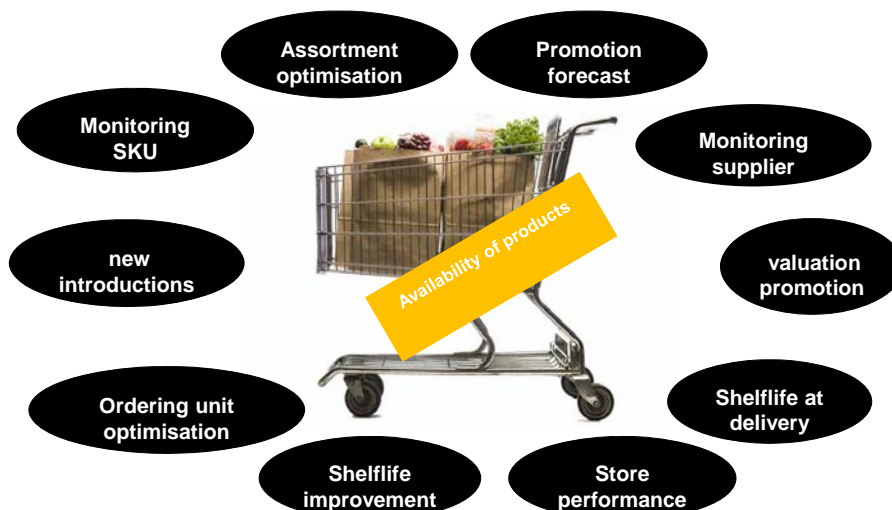 Assortment
optimisation
Promotion
forecast
Monitoring
SKU
Monitoring
supplier
new
introductions
Availability of products
valuation
promotion
Ordering unit
optimisation
Shelflife at
delivery
Shelflife
improvement
Store
performance